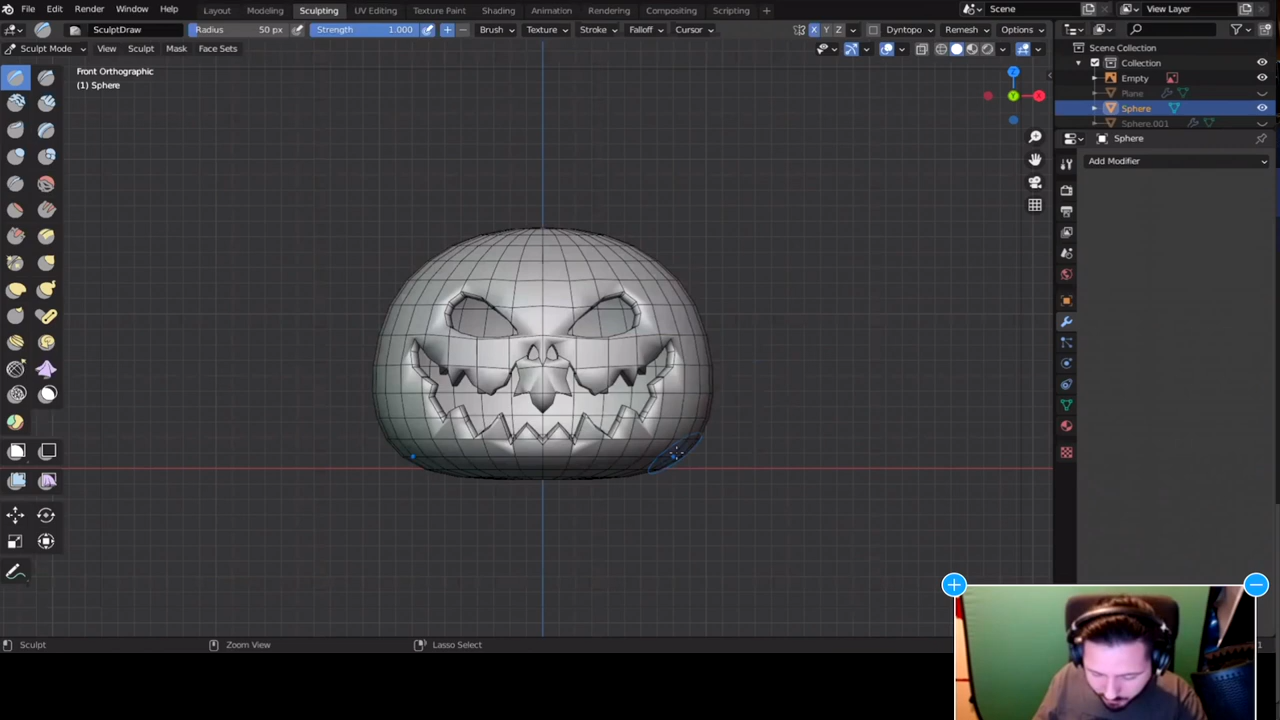 File Edit Render Window Help Layout Modeling Sculpting UV Editing Texture Paint Shading Animation Rendering Compositing Scripting + Scene View Layer
SculptDraw Radius 50 px Strength 1.000 + − Brush Texture Stroke Falloff Cursor X Y Z Dyntopo Remesh Options
Sculpt Mode View Sculpt Mask Face Sets
Scene Collection
Collection
Empty
Plane
Sphere
Sphere.001
Front Orthographic
(1) Sphere
Z
Y
X
Sphere
Add Modifier
Sculpt Zoom View Lasso Select